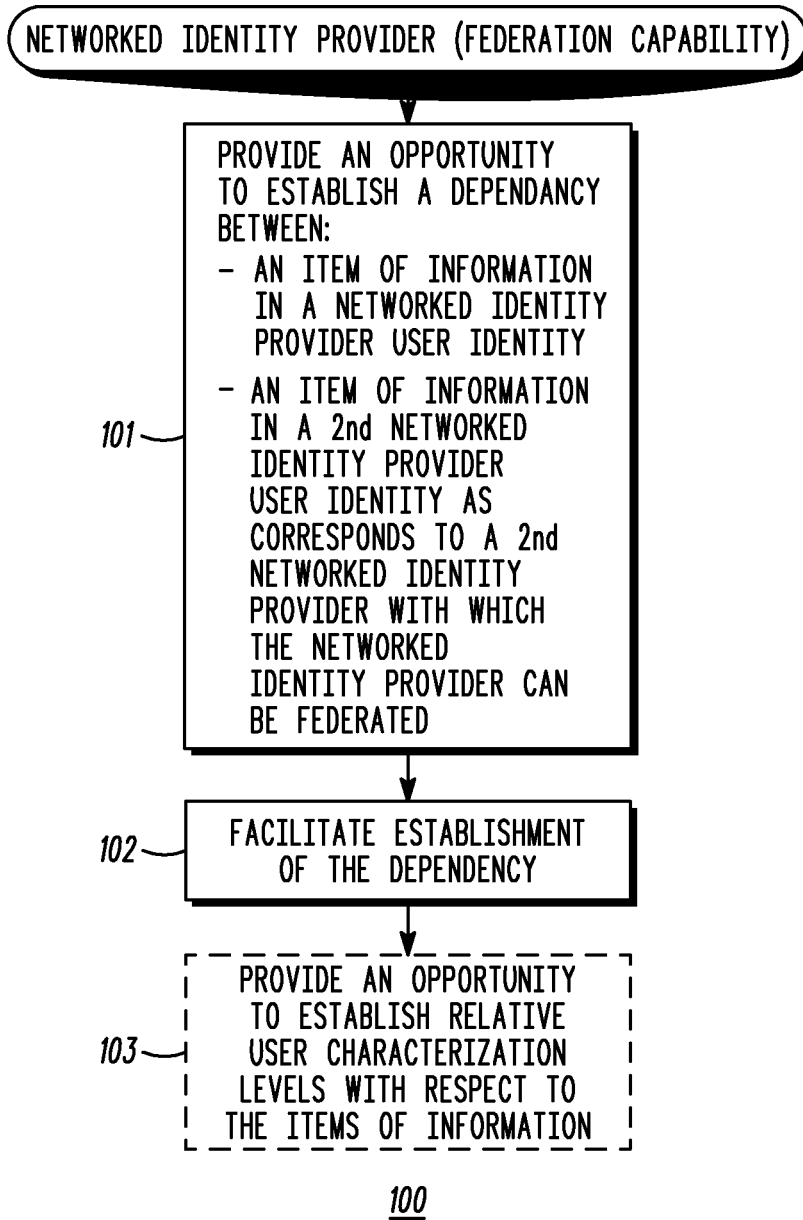 NETWORKED IDENTITY PROVIDER (FEDERATION CAPABILITY)
PROVIDE AN OPPORTUNITY
TO ESTABLISH A DEPENDANCY
BETWEEN:
- AN ITEM OF INFORMATION
IN A NETWORKED IDENTITY
PROVIDER USER IDENTITY
- AN ITEM OF INFORMATION
IN A 2nd NETWORKED
IDENTITY PROVIDER
USER IDENTITY AS
CORRESPONDS TO A 2nd
NETWORKED IDENTITY
PROVIDER WITH WHICH
THE NETWORKED
IDENTITY PROVIDER CAN
BE FEDERATED
101
FACILITATE ESTABLISHMENT
OF THE DEPENDENCY
102
PROVIDE AN OPPORTUNITY
TO ESTABLISH RELATIVE
USER CHARACTERIZATION
LEVELS WITH RESPECT TO
THE ITEMS OF INFORMATION
103
100